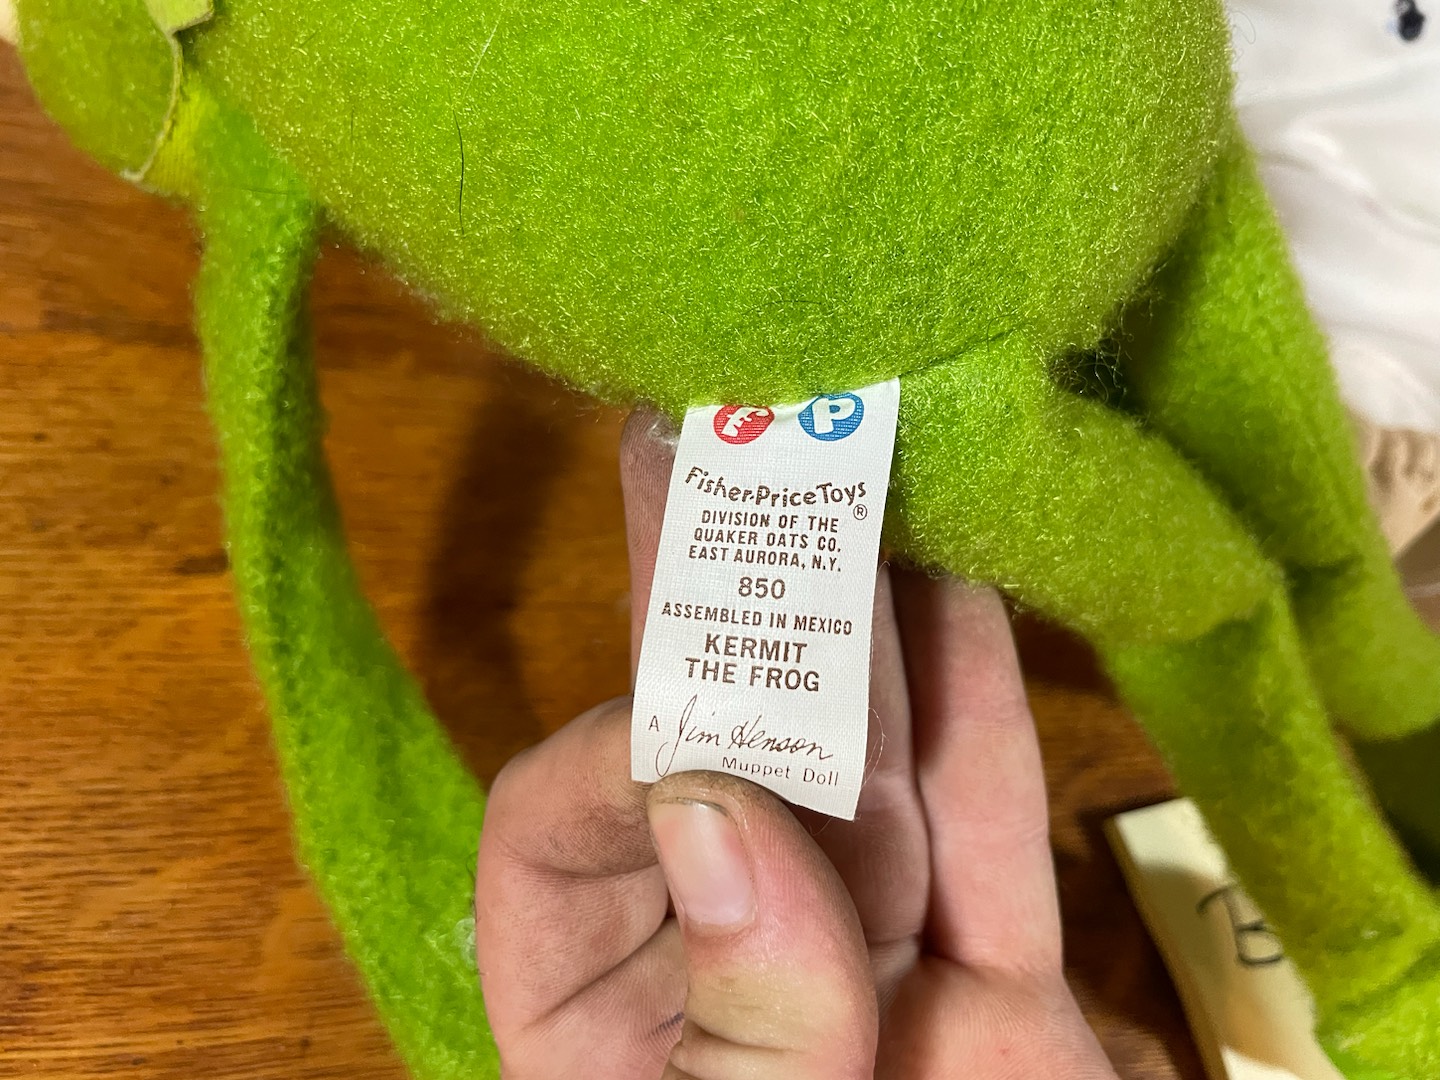 f P
Fisher-Price Toys
®
DIVISION OF THE
QUAKER OATS CO.
EAST AURORA, N.Y.
850
ASSEMBLED IN MEXICO
KERMIT
THE FROG
A Jim Henson
Muppet Doll